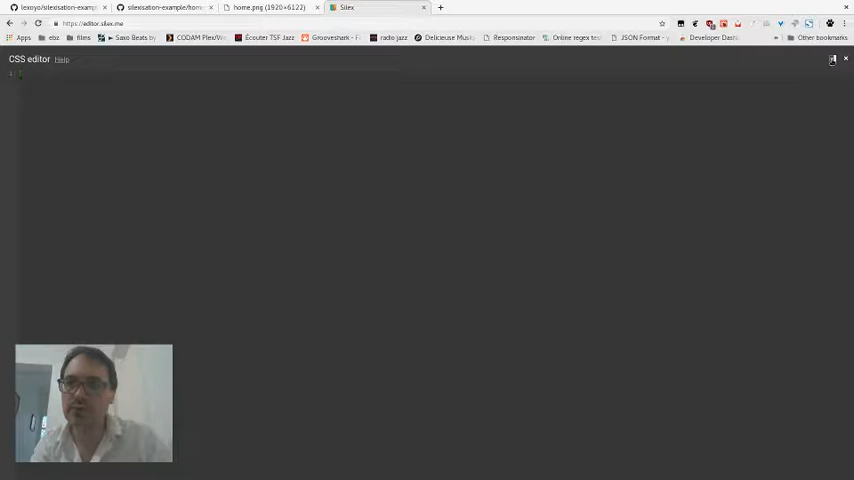 lexoyo/silexisation-examp
silexisation-example/hom
home.png (1920×6122)
Silex
https://editor.silex.me
Apps
ebz
films
► Saxo Beats by
CODAM Plex/W
Écouter TSF Jazz
Grooveshark - F
radio jazz
Delicieuse Musi
Responsinator
Online regex tes
JSON Format - y
Developer Dash
» Other bookmarks
CSS editor Help
1